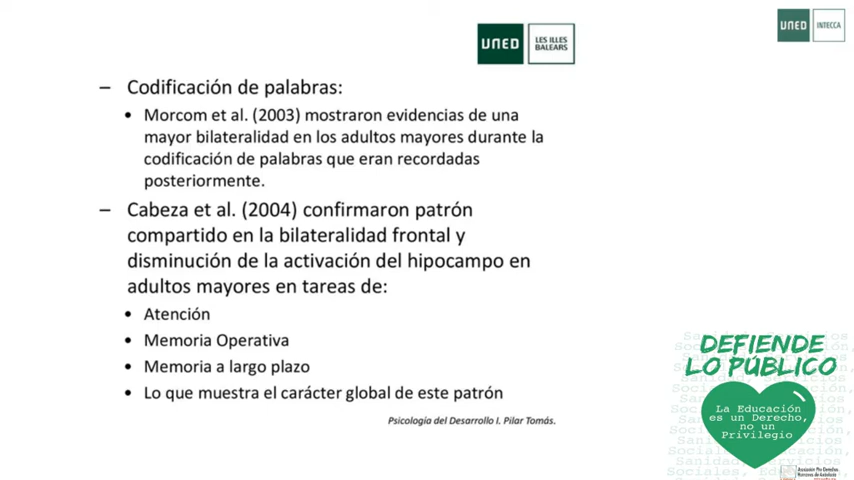 UNED
LES ILLES
BALEARS
UNED
INTECCA
– Codificación de palabras:
• Morcom et al. (2003) mostraron evidencias de una
mayor bilateralidad en los adultos mayores durante la
codificación de palabras que eran recordadas
posteriormente.
– Cabeza et al. (2004) confirmaron patrón
compartido en la bilateralidad frontal y
disminución de la activación del hipocampo en
adultos mayores en tareas de:
• Atención
• Memoria Operativa
• Memoria a largo plazo
• Lo que muestra el carácter global de este patrón
Psicología del Desarrollo I. Pilar Tomás.
DEFIENDE
LO PÚBLICO
La Educación
es un Derecho,
no un
Privilegio